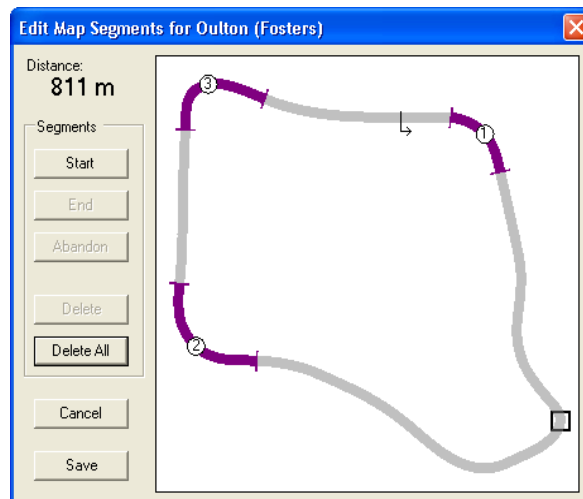 Edit Map Segments for Oulton (Fosters)
Distance:
811 m
Segments
Start
End
Abandon
Delete
Delete All
Cancel
Save
3
1
2